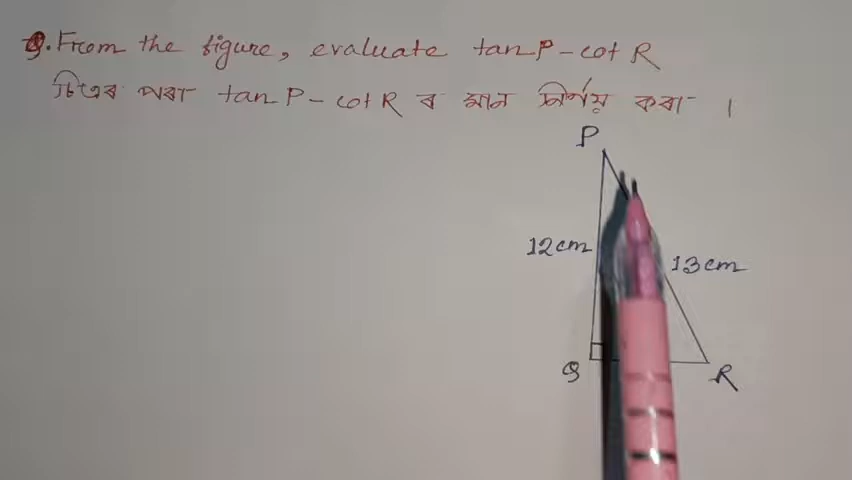 Q. From the figure, evaluate tan P - cot R
চিত্ৰৰ পৰা tan P - cot R ৰ মান নিৰ্ণয় কৰা ।
P
12cm
13cm
Q
R